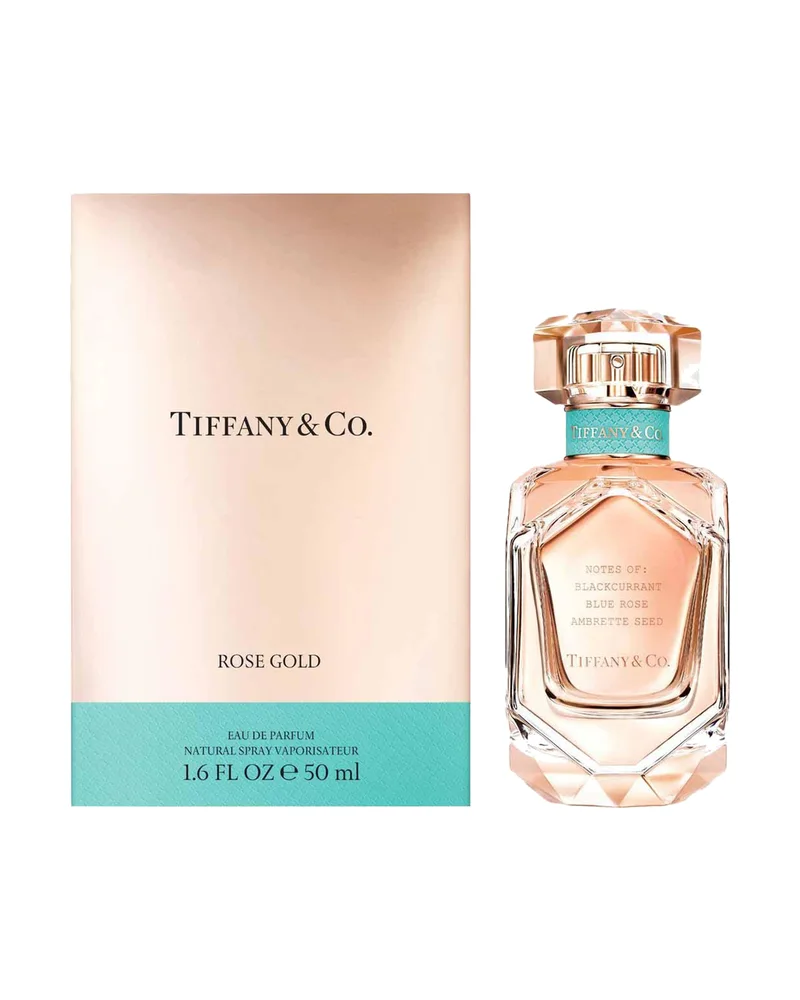 TIFFANY & CO.
ROSE GOLD
EAU DE PARFUM
NATURAL SPRAY VAPORISATEUR
1.6 FL OZ ℮ 50 ml
TIFFANY & CO.
NOTES OF:
BLACKCURRANT
BLUE ROSE
AMBRETTE SEED
TIFFANY & CO.